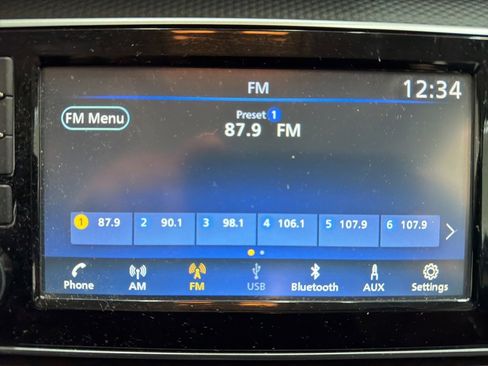 FM
12:34
FM Menu
Preset 1
87.9 FM
1 87.9 2 90.1 3 98.1 4 106.1 5 107.9 6 107.9
Phone AM FM USB Bluetooth AUX Settings